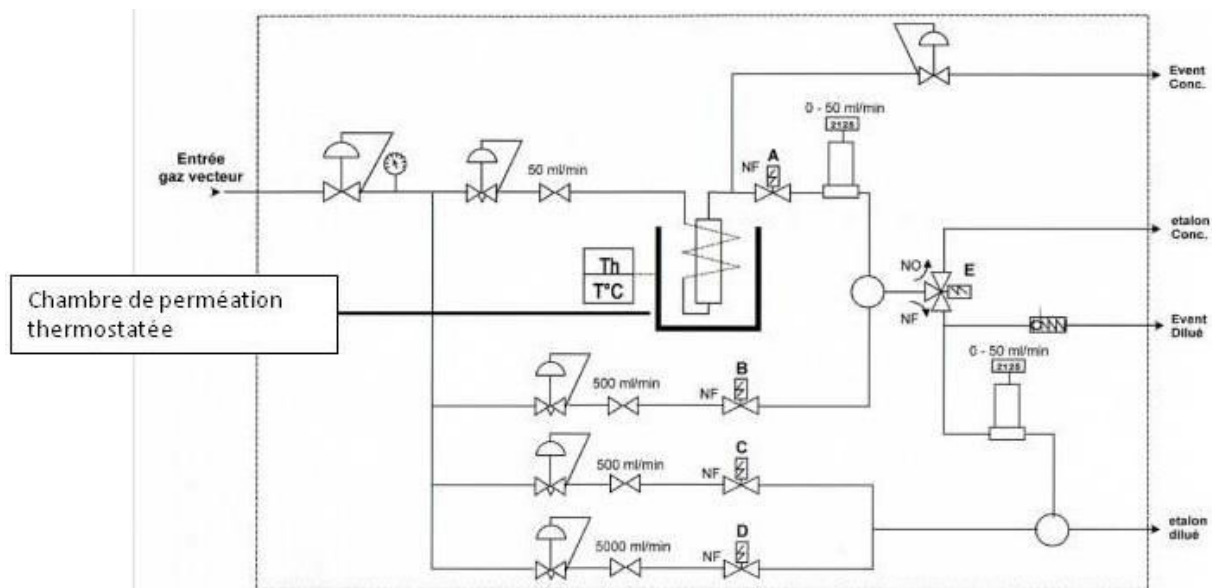 Event
Conc.
0 - 50 ml/min
2125
A
NF
Entrée
gaz vecteur
50 ml/min
etalon
Conc.
NO
E
NF
Th
T°C
Chambre de perméation
thermostatée
Event
Dilué
0 - 50 ml/min
2125
B
500 ml/min
NF
C
500 ml/min
NF
D
5000 ml/min
NF
etalon
dilué